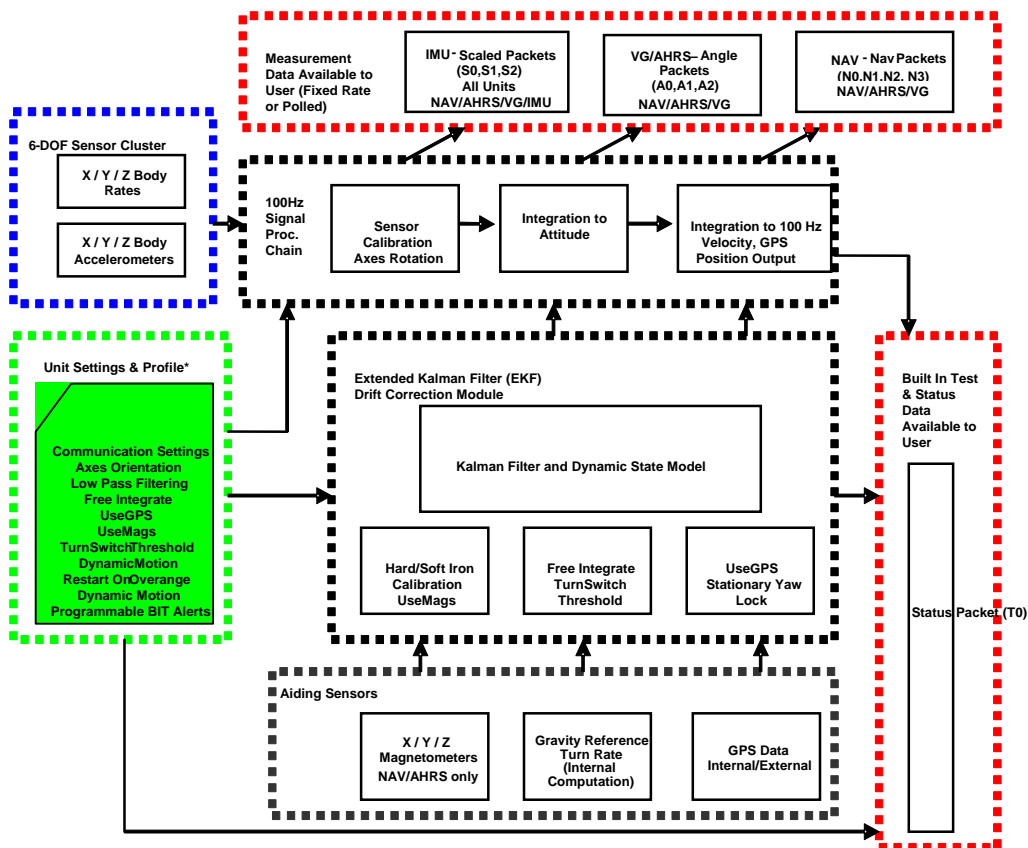 Measurement
Data Available to
User (Fixed Rate
or Polled)
IMU- Scaled Packets
(S0,S1,S2)
All Units
NAV/AHRS/VG/IMU
VG/AHRS– Angle
Packets
(A0,A1,A2)
NAV/AHRS/VG
NAV - Nav Packets
(N0.N1.N2. N3)
NAV/AHRS/VG
6-DOF Sensor Cluster
X / Y / Z Body
Rates
X / Y / Z Body
Accelerometers
100Hz
Signal
Proc.
Chain
Sensor
Calibration
Axes Rotation
Integration to
Attitude
Integration to 100 Hz
Velocity, GPS
Position Output
Unit Settings & Profile*
Communication Settings
Axes Orientation
Low Pass Filtering
Free Integrate
UseGPS
UseMags
TurnSwitchThreshold
DynamicMotion
Restart OnOverange
Dynamic Motion
Programmable BIT Alerts
Extended Kalman Filter (EKF)
Drift Correction Module
Kalman Filter and Dynamic State Model
Hard/Soft Iron
Calibration
UseMags
Free Integrate
TurnSwitch
Threshold
UseGPS
Stationary Yaw
Lock
Built In Test
& Status
Data
Available to
User
Status Packet (T0)
Aiding Sensors
X / Y / Z
Magnetometers
NAV/AHRS only
Gravity Reference
Turn Rate
(Internal
Computation)
GPS Data
Internal/External